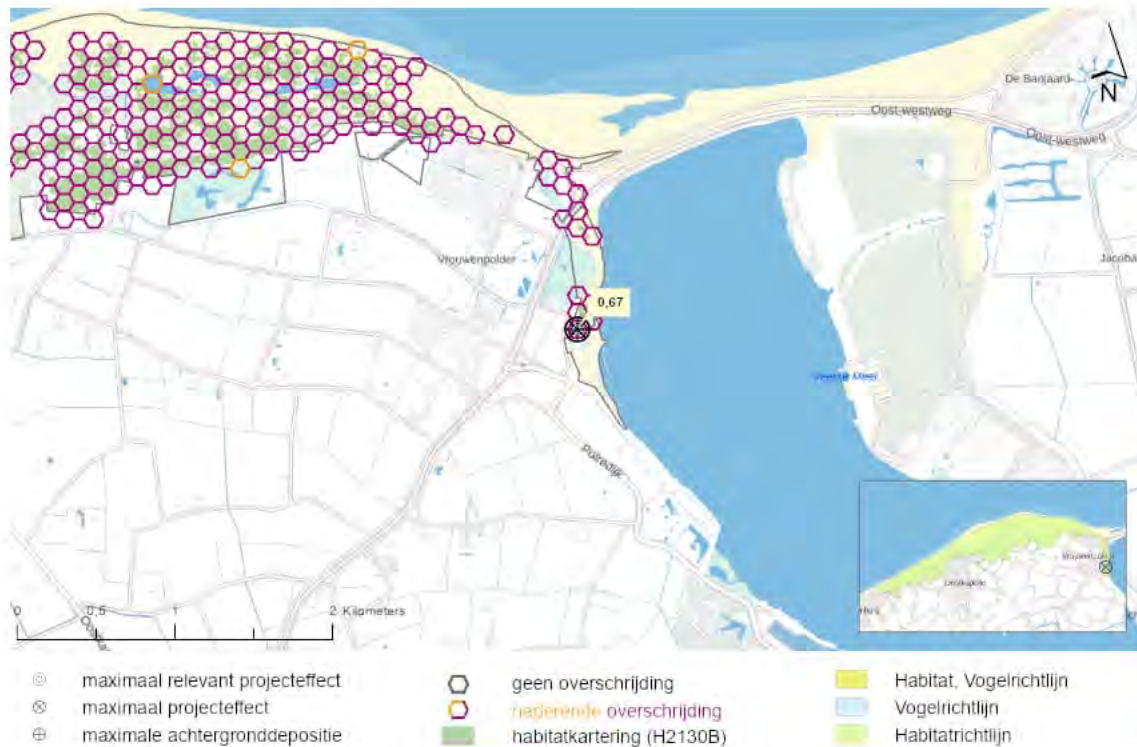 De Banjaard
N
Oost-westweg
Oost-westweg
Vrouwenpolder
Jacoba
0,67
Veerse Meer
Polredijk
0 0,5 1 2 Kilometers
Vrouwenpolder
Oostkapelle
maximaal relevant projecteffect
maximaal projecteffect
maximale achtergronddepositie
geen overschrijding
naderende overschrijding
habitatkartering (H2130B)
Habitat, Vogelrichtlijn
Vogelrichtlijn
Habitatrichtlijn